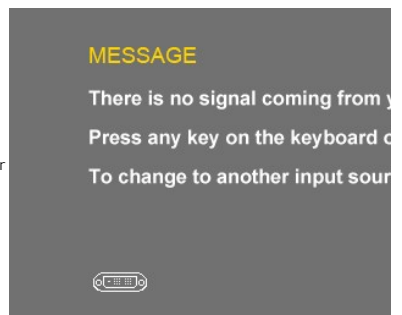 MESSAGE
There is no signal coming from
Press any key on the keyboard
r
To change to another input sour